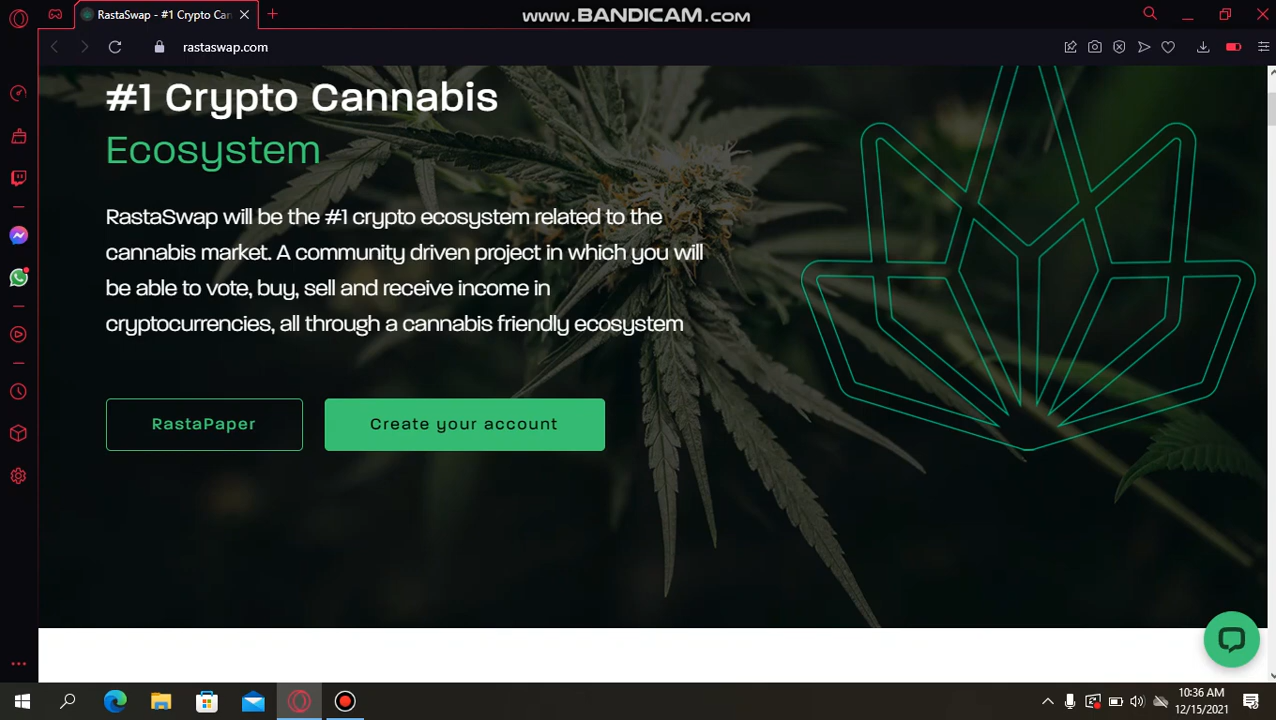 RastaSwap - #1 Crypto Can
www.BANDICAM.com
rastaswap.com
#1 Crypto Cannabis
Ecosystem
RastaSwap will be the #1 crypto ecosystem related to the
cannabis market. A community driven project in which you will
be able to vote, buy, sell and receive income in
cryptocurrencies, all through a cannabis friendly ecosystem
RastaPaper
Create your account
10:36 AM
12/15/2021